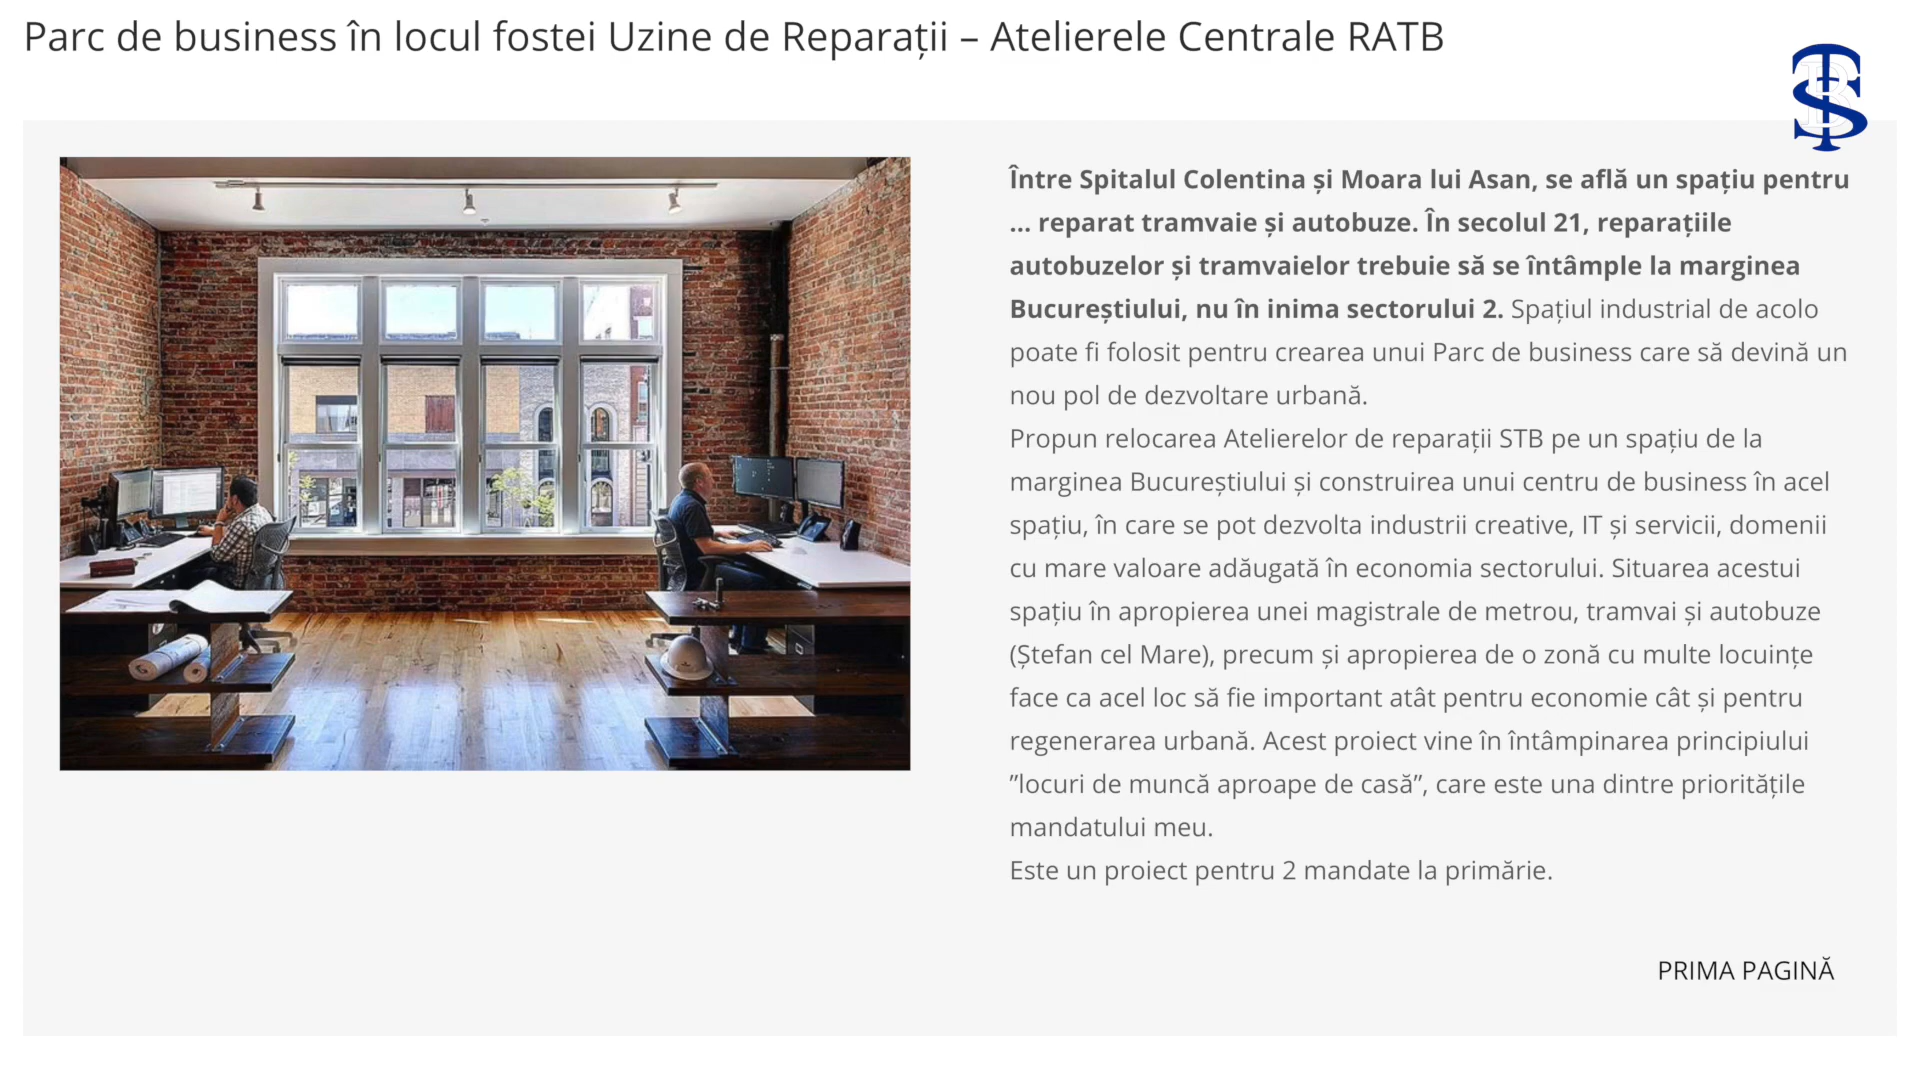 Parc de business în locul fostei Uzine de Reparații – Atelierele Centrale RATB
STB
Între Spitalul Colentina și Moara lui Asan, se află un spațiu pentru
... reparat tramvaie și autobuze. În secolul 21, reparațiile
autobuzelor și tramvaielor trebuie să se întâmple la marginea
Bucureștiului, nu în inima sectorului 2. Spațiul industrial de acolo
poate fi folosit pentru crearea unui Parc de business care să devină un
nou pol de dezvoltare urbană.
Propun relocarea Atelierelor de reparații STB pe un spațiu de la
marginea Bucureștiului și construirea unui centru de business în acel
spațiu, în care se pot dezvolta industrii creative, IT și servicii, domenii
cu mare valoare adăugată în economia sectorului. Situarea acestui
spațiu în apropierea unei magistrale de metrou, tramvai și autobuze
(Ștefan cel Mare), precum și apropierea de o zonă cu multe locuințe
face ca acel loc să fie important atât pentru economie cât și pentru
regenerarea urbană. Acest proiect vine în întâmpinarea principiului
”locuri de muncă aproape de casă”, care este una dintre prioritățile
mandatului meu.
Este un proiect pentru 2 mandate la primărie.
PRIMA PAGINĂ